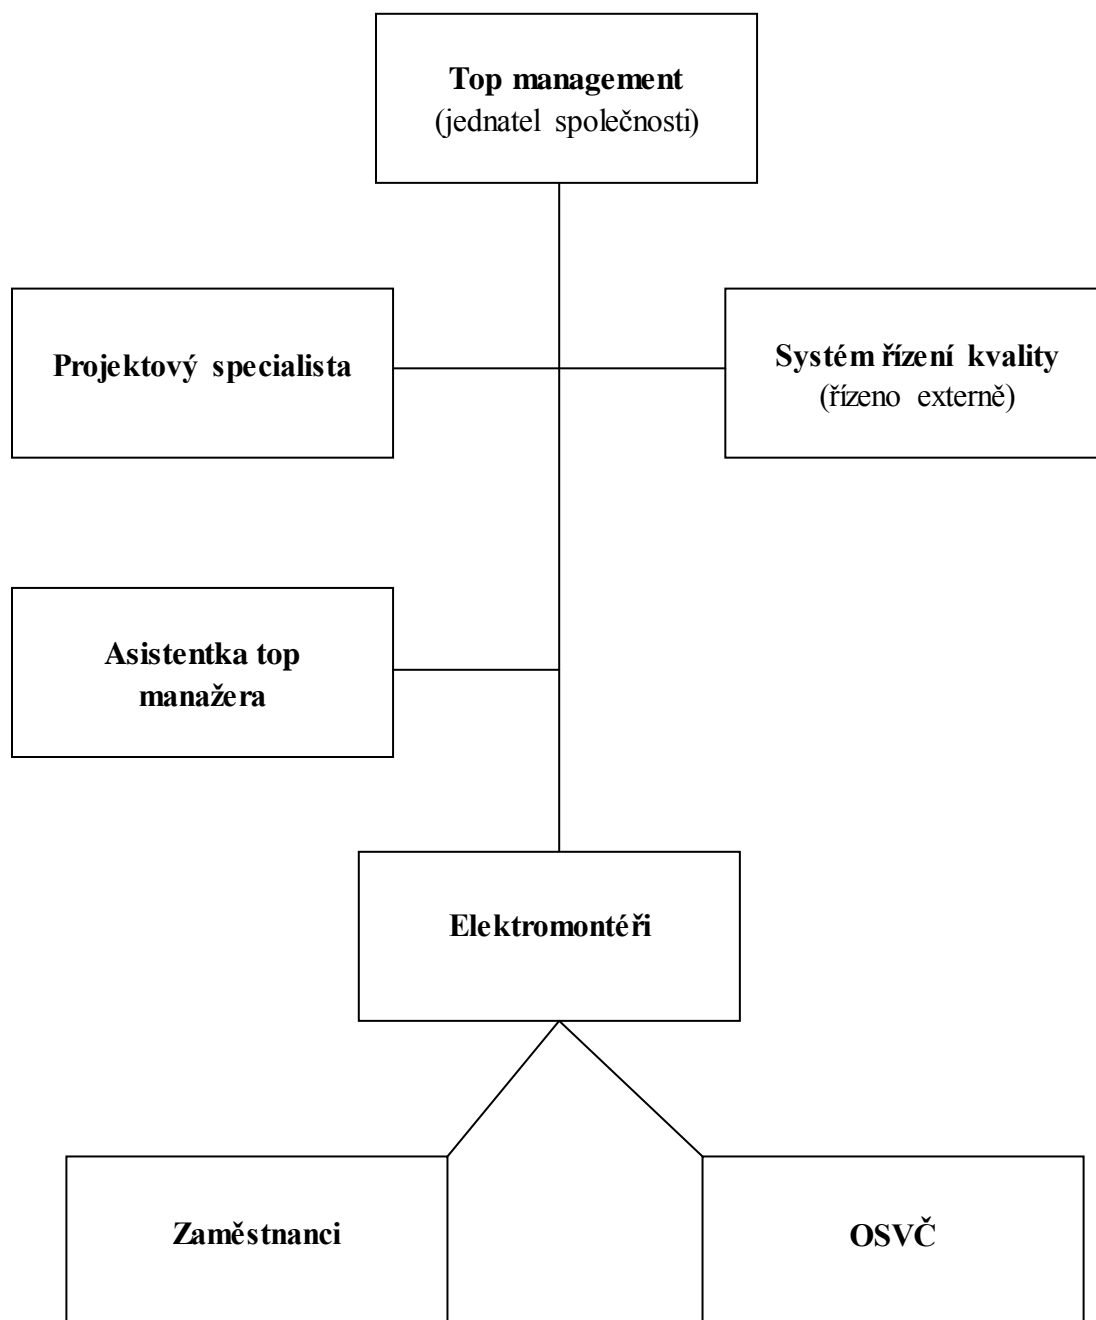 Top management
(jednatel společnosti)
Projektový specialista
Systém řízení kvality
(řízeno externě)
Asistentka top
manažera
Elektromontéři
Zaměstnanci
OSVČ